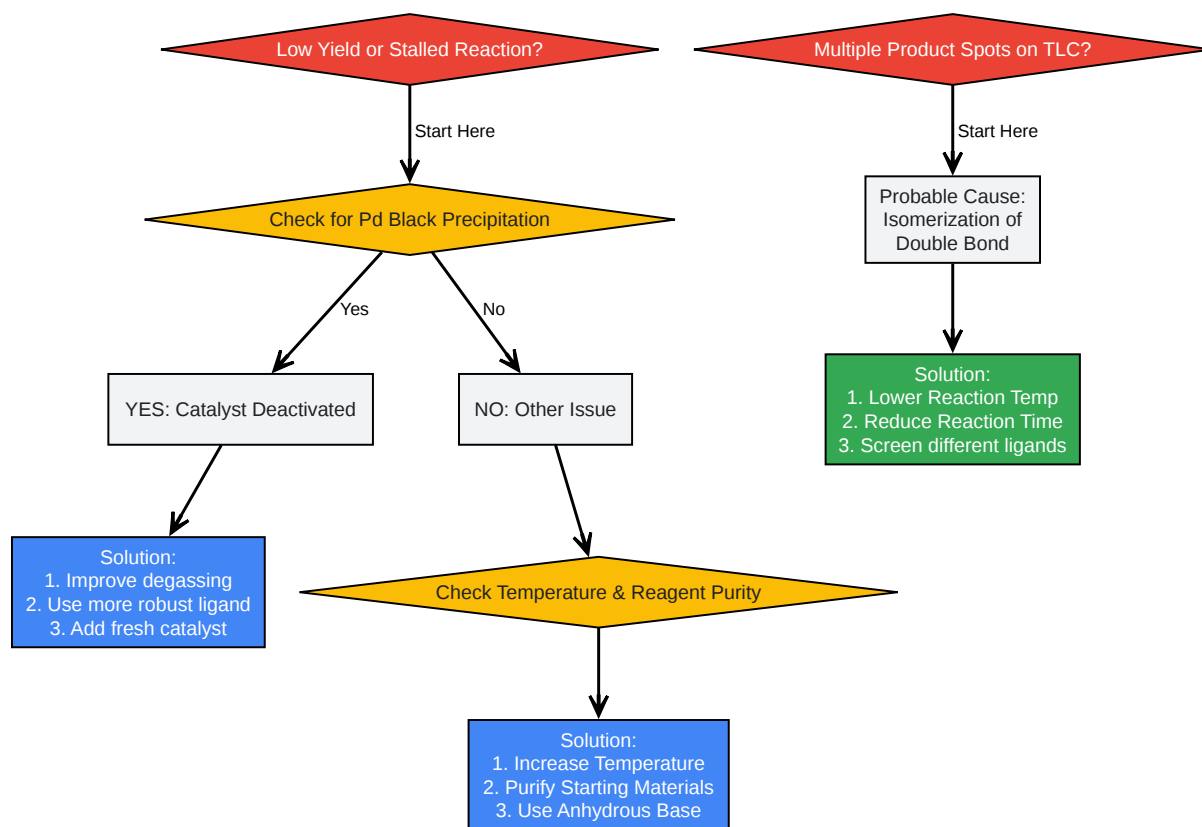 Low Yield or Stalled Reaction?
Start Here
Check for Pd Black Precipitation
Yes
No
YES: Catalyst Deactivated
NO: Other Issue
Solution:
1. Improve degassing
2. Use more robust ligand
3. Add fresh catalyst
Check Temperature & Reagent Purity
Solution:
1. Increase Temperature
2. Purify Starting Materials
3. Use Anhydrous Base
Multiple Product Spots on TLC?
Start Here
Probable Cause:
Isomerization of
Double Bond
Solution:
1. Lower Reaction Temp
2. Reduce Reaction Time
3. Screen different ligands